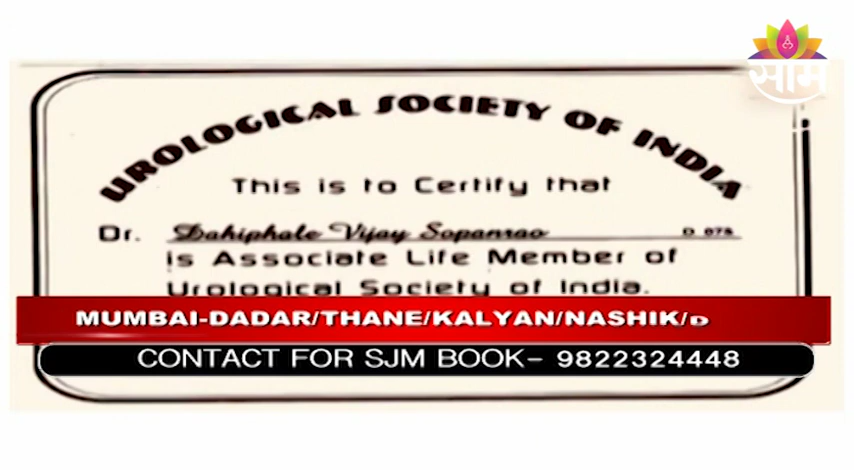 साम
UROLOGICAL SOCIETY OF INDIA
This is to Certify that
Dr. Dahiphale Vijay Sopanrao D 075
is Associate Life Member of
Urological Society of India.
MUMBAI-DADAR/THANE/KALYAN/NASHIK/D
CONTACT FOR SJM BOOK- 9822324448